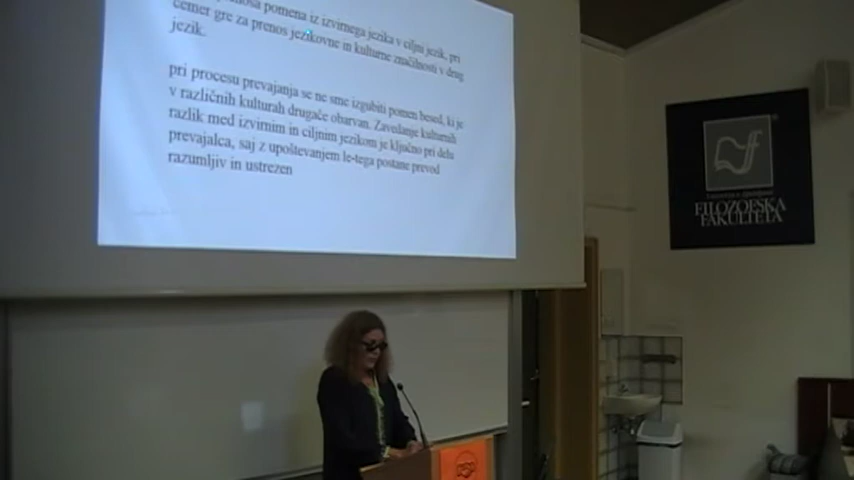 pomena iz izvirnega jezika v ciljni jezik, pri
čemer gre za prenos jezikovne in kulturne značilnosti v drug
jezik.
pri procesu prevajanja se ne sme izgubiti pomen besed, ki je
v različnih kulturah drugače obarvan. Zavedanje kulturnih
razlik med izvirnim in ciljnim jezikom je ključno pri delu
prevajalca, saj z upoštevanjem le-tega postane prevod
razumljiv in ustrezen
FILOZOFSKA
FAKULTETA